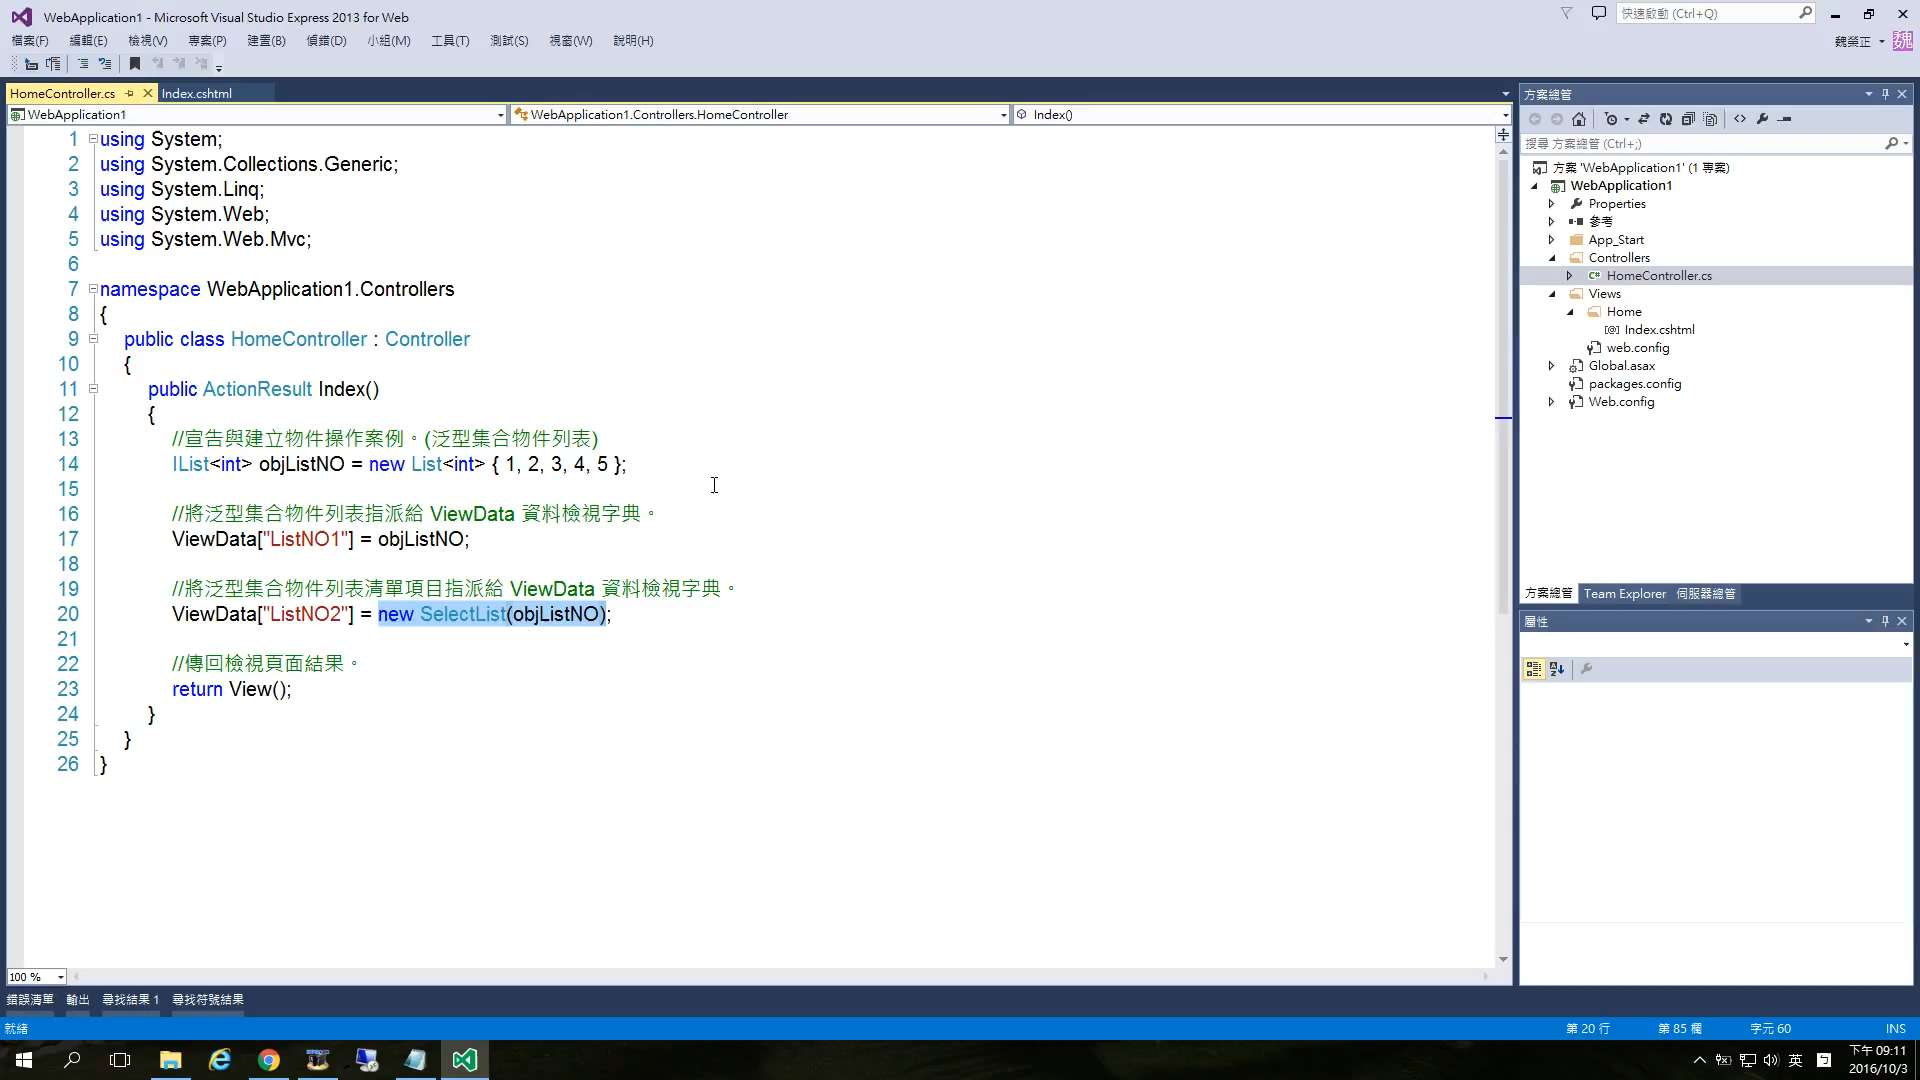 WebApplication1 - Microsoft Visual Studio Express 2013 for Web
快速啟動 (Ctrl+Q)
檔案(F) 編輯(E) 檢視(V) 專案(P) 建置(B) 偵錯(D) 小組(M) 工具(T) 測試(S) 視窗(W) 說明(H)
魏榮正 魏
HomeController.cs Index.cshtml
WebApplication1 WebApplication1.Controllers.HomeController Index()
1 using System;
2 using System.Collections.Generic;
3 using System.Linq;
4 using System.Web;
5 using System.Web.Mvc;
6
7 namespace WebApplication1.Controllers
8 {
9 public class HomeController : Controller
10 {
11 public ActionResult Index()
12 {
13 //宣告與建立物件操作案例。(泛型集合物件列表)
14 IList<int> objListNO = new List<int> { 1, 2, 3, 4, 5 };
15
16 //將泛型集合物件列表指派給 ViewData 資料檢視字典。
17 ViewData["ListNO1"] = objListNO;
18
19 //將泛型集合物件列表清單項目指派給 ViewData 資料檢視字典。
20 ViewData["ListNO2"] = new SelectList(objListNO);
21
22 //傳回檢視頁面結果。
23 return View();
24 }
25 }
26 }
100 %
錯誤清單 輸出 尋找結果 1 尋找符號結果
方案總管
搜尋 方案總管 (Ctrl+;)
方案 'WebApplication1' (1 專案)
WebApplication1
Properties
參考
App_Start
Controllers
C# HomeController.cs
Views
Home
Index.cshtml
web.config
Global.asax
packages.config
Web.config
方案總管 Team Explorer 伺服器總管
屬性
就緒 第 20 行 第 85 欄 字元 60 INS
英
下午 09:11
2016/10/3